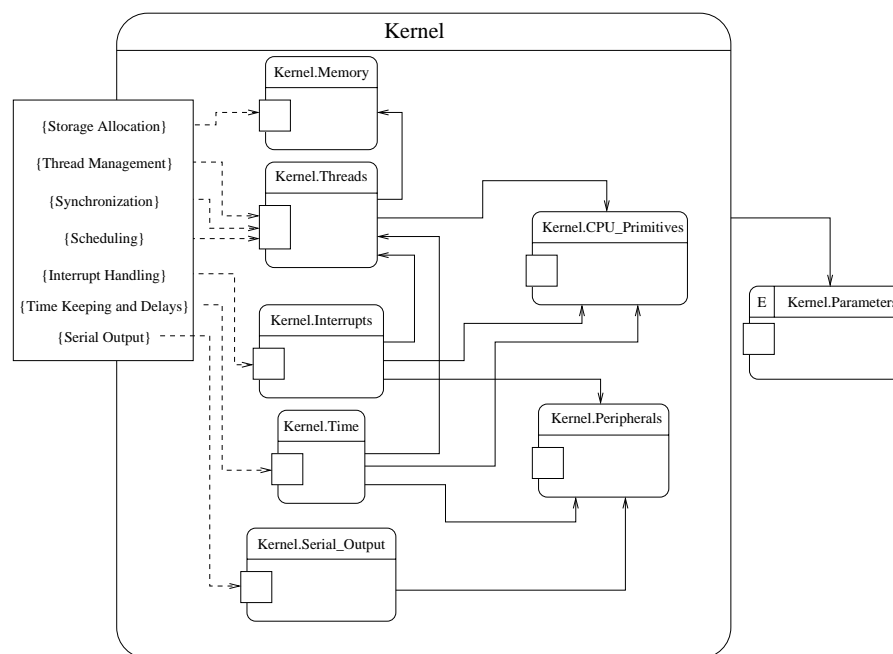 Kernel
Kernel.Memory
{Storage Allocation}
{Thread Management}
Kernel.Threads
{Synchronization}
Kernel.CPU_Primitives
{Scheduling}
{Interrupt Handling}
{Time Keeping and Delays}
E
Kernel.Parameters
Kernel.Interrupts
{Serial Output}
Kernel.Time
Kernel.Peripherals
Kernel.Serial_Output